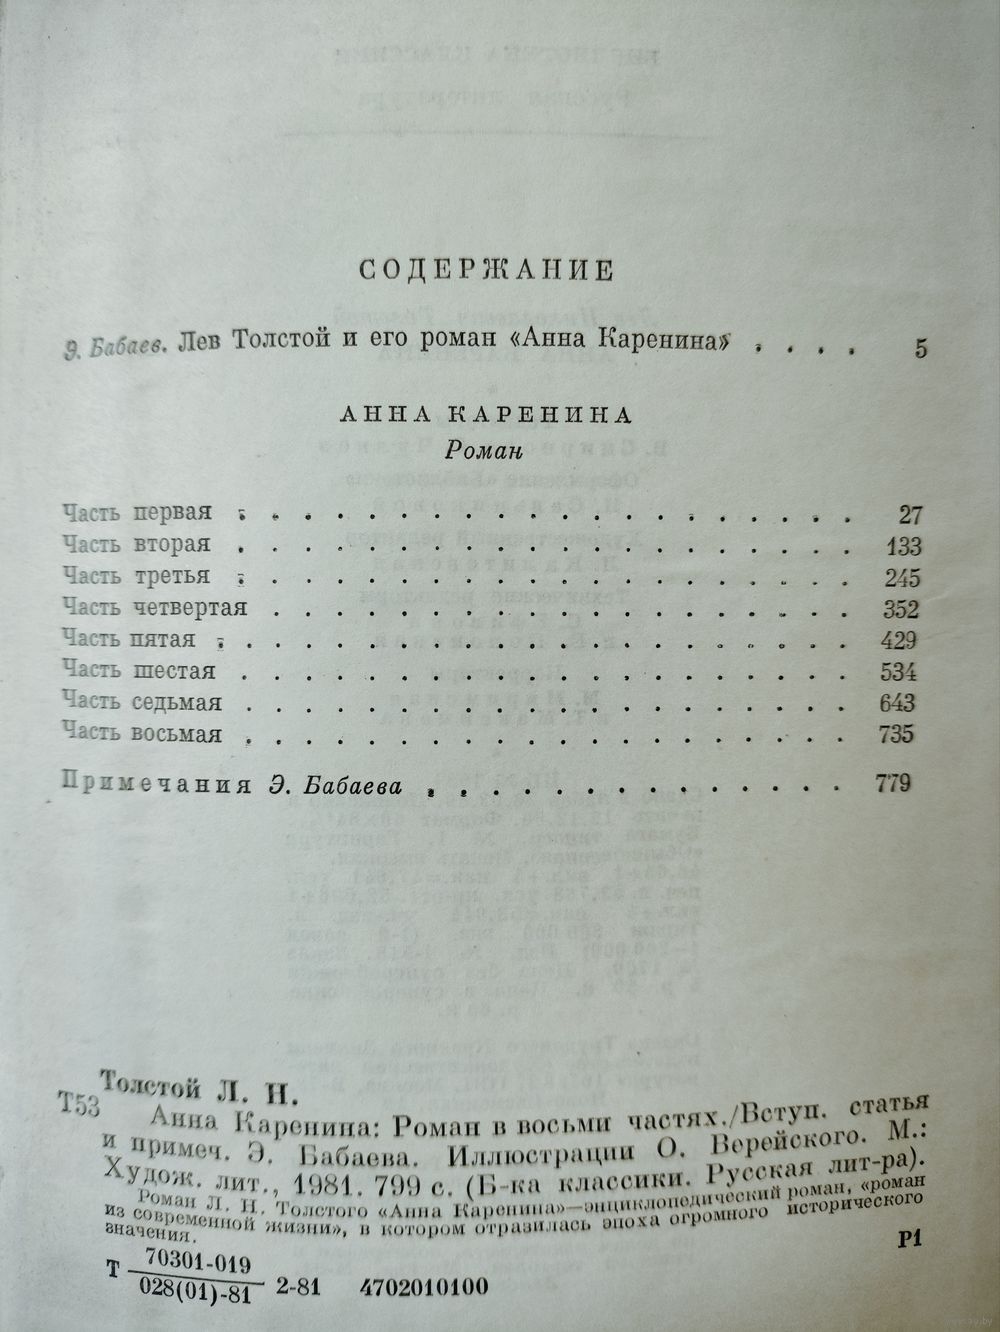 СОДЕРЖАНИЕ
Э. Бабаев. Лев Толстой и его роман «Анна Каренина» . . . . 5
АННА КАРЕНИНА
Роман
Часть первая . . . . . . . . . . . . . . . . . . . . 27
Часть вторая . . . . . . . . . . . . . . . . . . . . 133
Часть третья . . . . . . . . . . . . . . . . . . . . 245
Часть четвертая . . . . . . . . . . . . . . . . . . 352
Часть пятая . . . . . . . . . . . . . . . . . . . . 429
Часть шестая . . . . . . . . . . . . . . . . . . . 534
Часть седьмая . . . . . . . . . . . . . . . . . . . 643
Часть восьмая . . . . . . . . . . . . . . . . . . . 735
Примечания Э. Бабаева . . . . . . . . . . . . . 779
Толстой Л. Н.
Т53 Анна Каренина: Роман в восьми частях./Вступ. статья
и примеч. Э. Бабаева. Иллюстрации О. Верейского. М.:
Худож. лит., 1981. 799 с. (Б-ка классики. Русская лит-ра).
Роман Л. Н. Толстого «Анна Каренина»—энциклопедический роман, «роман
из современной жизни», в котором отразилась эпоха огромного исторического
значения.
Т 70301-019
028(01)-81 2-81 4702010100
Р1